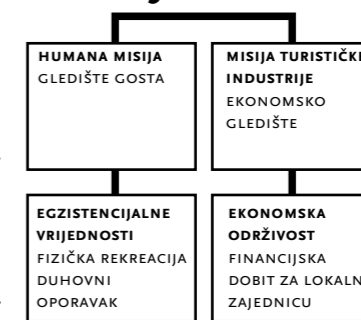 HUMANA MISIJA
GLEDIŠTE GOSTA
MISIJA TURISTIČKE
INDUSTRIJE
EKONOMSKO
GLEDIŠTE
EGZISTENCIJALNE
VRIJEDNOSTI
FIZIČKA REKREACIJA
DUHOVNI
OPORAVAK
EKONOMSKA
ODRŽIVOST
FINANCIJSKA
DOBIT ZA LOKALN
ZAJEDNICU